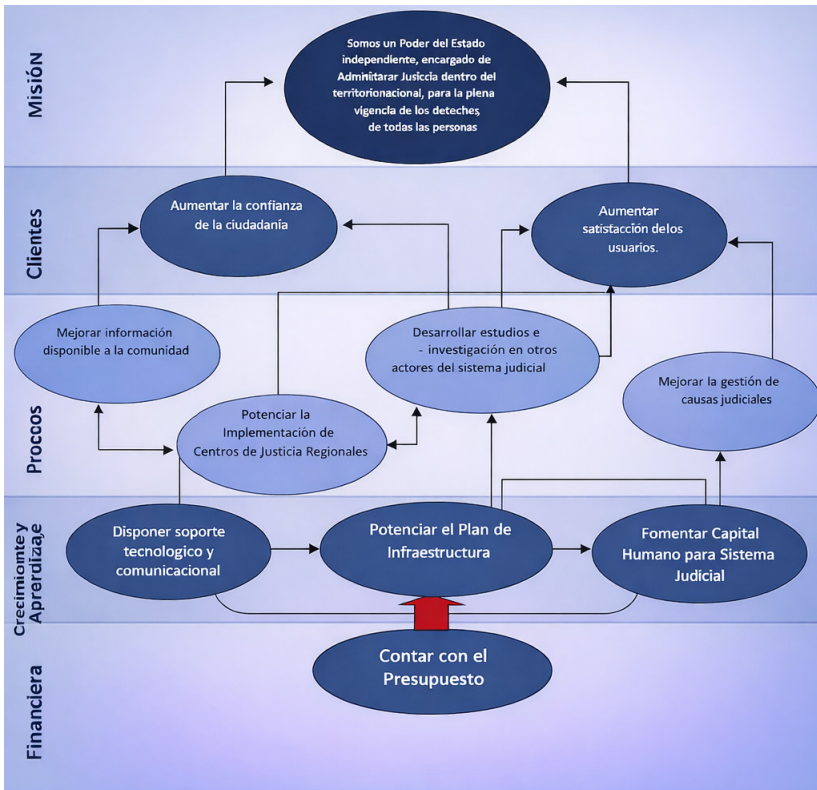 Misión
Somos un Poder del Estado
independiente, encargado de
Adminitarar Jusiccia dentro del
territorionacional, para la plena
vigencia de los deteches,
de todas las personas
Clientes
Aumentar la confianza
de la ciudadanía
Aumentar
satisfacción delos
usuarios.
Proccos
Mejorar información
disponible a la comunidad
Desarrollar estudios e
- investigación en otros
actores del sistema judicial
Mejorar la gestión de
causas judiciales
Potenciar la
Implementación de
Centros de Justicia Regionales
Crecimiomte y
Aprerdizaje
Disponer soporte
tecnologico y
comunicacional
Potenciar el Plan de
Infraestructura
Fomentar Capital
Humano para Sistema
Judicial
Financiera
Contar con el
Presupuesto